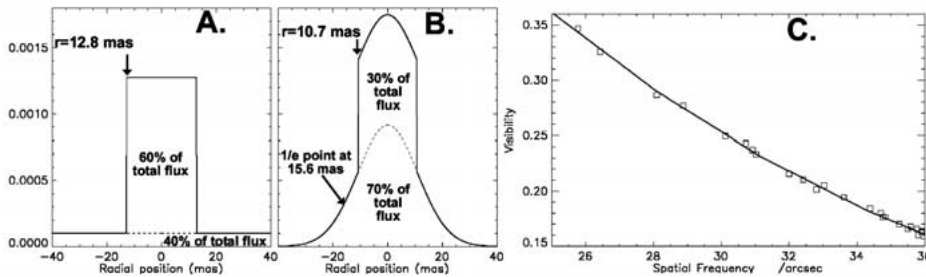 A.
r=12.8 mas
60% of
total flux
40% of total flux
0.0015
0.0010
0.0005
0.0000
-40 -20 0 20 40
Radial position (mas)
B.
r=10.7 mas
30% of
total flux
1/e point at
15.6 mas
70% of
total flux
-40 -20 0 20 40
Radial position (mas)
C.
Visibility
0.35
0.30
0.25
0.20
0.15
26 28 30 32 34 36
Spatial Frequency /arcsec